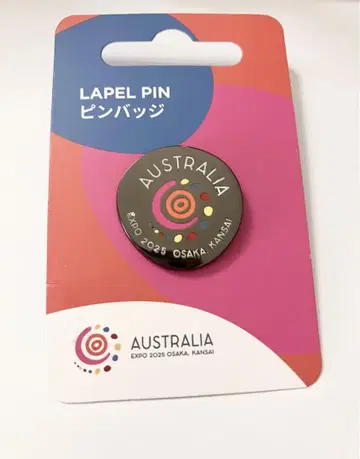 LAPEL PIN
ピンバッジ
AUSTRALIA
EXPO 2025 OSAKA, KANSAI
AUSTRALIA
EXPO 2025 OSAKA, KANSAI